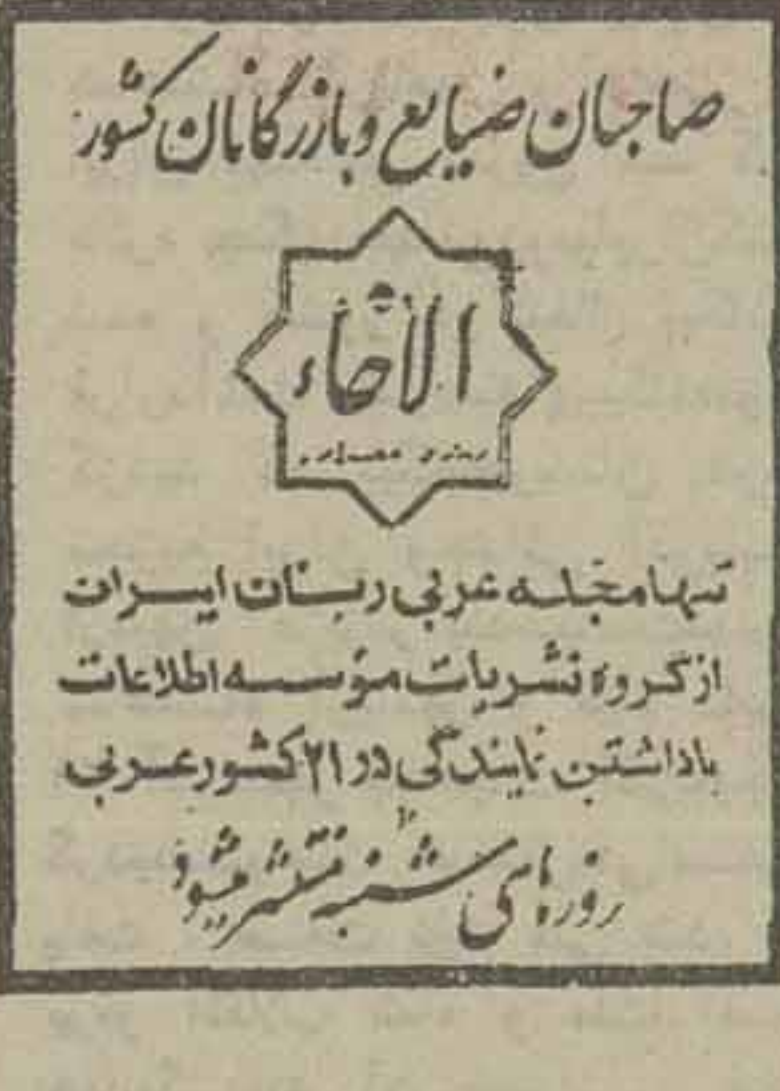 صاحبان صنایع و بازرگانان کشور
الاخاء
تنها مجله عربی زبان ایران
از گروه نشریات مؤسسه اطلاعات
با داشتن نمایندگی در ۲۱ کشور عربی
روزهای شنبه منتشر میشود